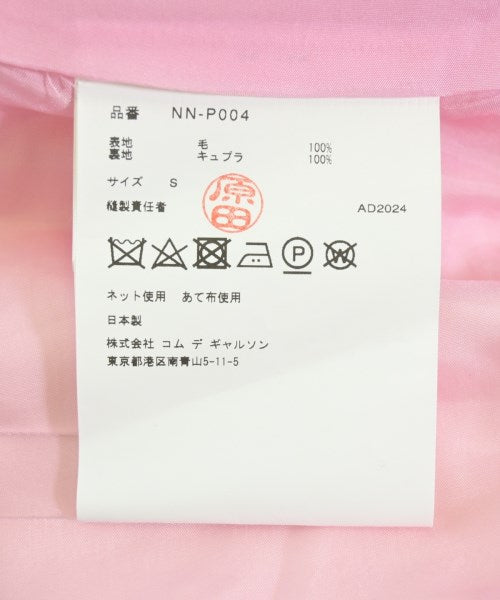 品番 NN-P004
表地 毛 100%
裏地 キュプラ 100%
サイズ S
原田
縫製責任者 AD2024
P W
ネット使用 あて布使用
日本製
株式会社 コム デ ギャルソン
東京都港区南青山5-11-5